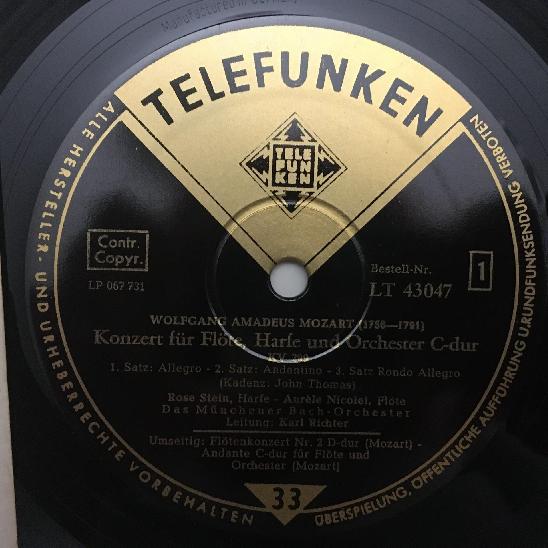 Manufactured in Germany
TELEFUNKEN
TELE
FUN
KEN
Contr.
Copyr.
LP 067 731
Bestell-Nr.
LT 43047
1
WOLFGANG AMADEUS MOZART (1756—1791)
Konzert für Flöte, Harfe und Orchester C-dur
KV 299
1. Satz: Allegro - 2. Satz: Andantino - 3. Satz Rondo Allegro
(Kadenz: John Thomas)
Rose Stein, Harfe - Aurèle Nicolet, Flöte
Das Münchener Bach-Orchester
Leitung: Karl Richter
Umseitig: Flötenkonzert Nr. 2 D-dur (Mozart) -
Andante C-dur für Flöte und
Orchester (Mozart)
33
ALLE HERSTELLER- UND URHEBERRECHTE VORBEHALTEN
ÜBERSPIELUNG, ÖFFENTLICHE AUFFÜHRUNG U.RUNDFUNKSENDUNG VERBOTEN